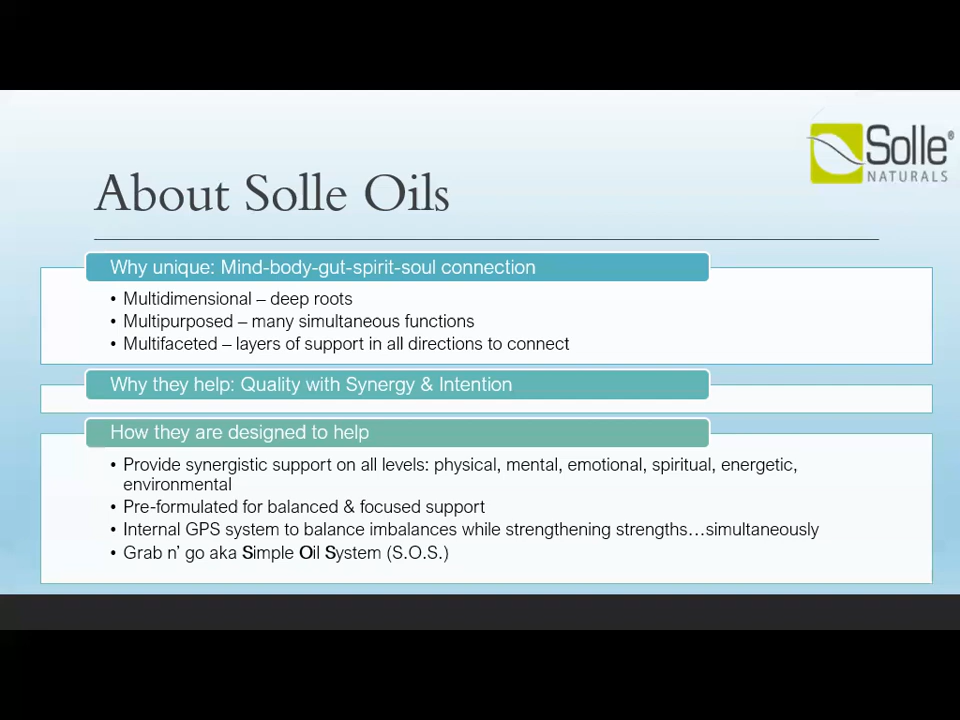 Solle®
NATURALS
About Solle Oils
Why unique: Mind-body-gut-spirit-soul connection
• Multidimensional – deep roots
• Multipurposed – many simultaneous functions
• Multifaceted – layers of support in all directions to connect
Why they help: Quality with Synergy & Intention
How they are designed to help
• Provide synergistic support on all levels: physical, mental, emotional, spiritual, energetic,
environmental
• Pre-formulated for balanced & focused support
• Internal GPS system to balance imbalances while strengthening strengths…simultaneously
• Grab n' go aka Simple Oil System (S.O.S.)